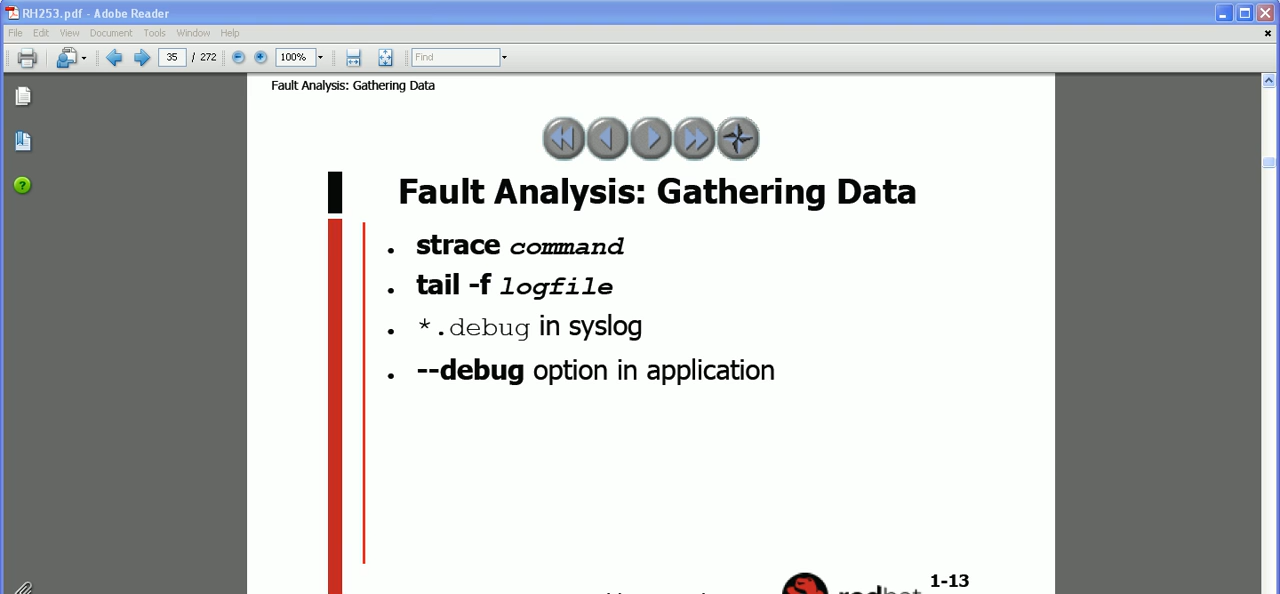 RH253.pdf - Adobe Reader
File Edit View Document Tools Window Help
35 / 272 100% Find
Fault Analysis: Gathering Data
Fault Analysis: Gathering Data
• strace command
• tail -f logfile
• *.debug in syslog
• --debug option in application
1-13